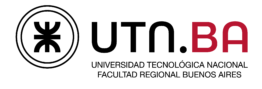 UTN.BA
UNIVERSIDAD TECNOLÓGICA NACIONAL
FACULTAD REGIONAL BUENOS AIRES